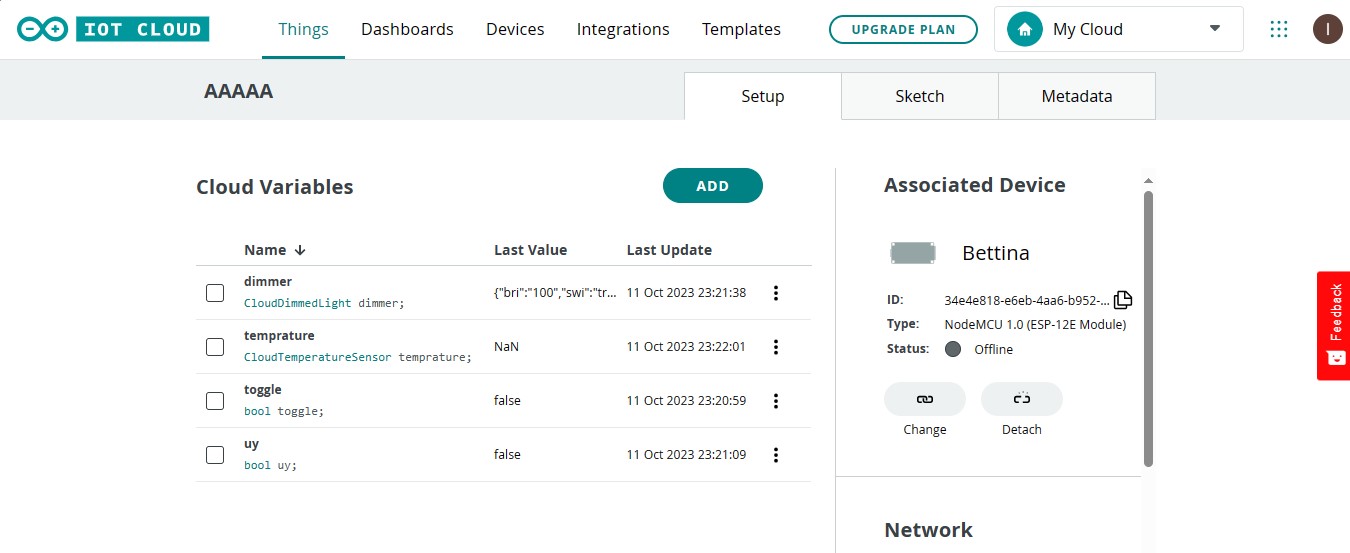 IOT CLOUD
Things Dashboards Devices Integrations Templates UPGRADE PLAN My Cloud I
AAAAA
Setup Sketch Metadata
Cloud Variables ADD
Name Last Value Last Update
dimmer
CloudDimmedLight dimmer; {"bri":"100","swi":"tr... 11 Oct 2023 23:21:38
temprature
CloudTemperatureSensor temprature; NaN 11 Oct 2023 23:22:01
toggle
bool toggle; false 11 Oct 2023 23:20:59
uy
bool uy; false 11 Oct 2023 23:21:09
Associated Device
Bettina
ID: 34e4e818-e6eb-4aa6-b952-...
Type: NodeMCU 1.0 (ESP-12E Module)
Status: Offline
Change Detach
Network
Feedback